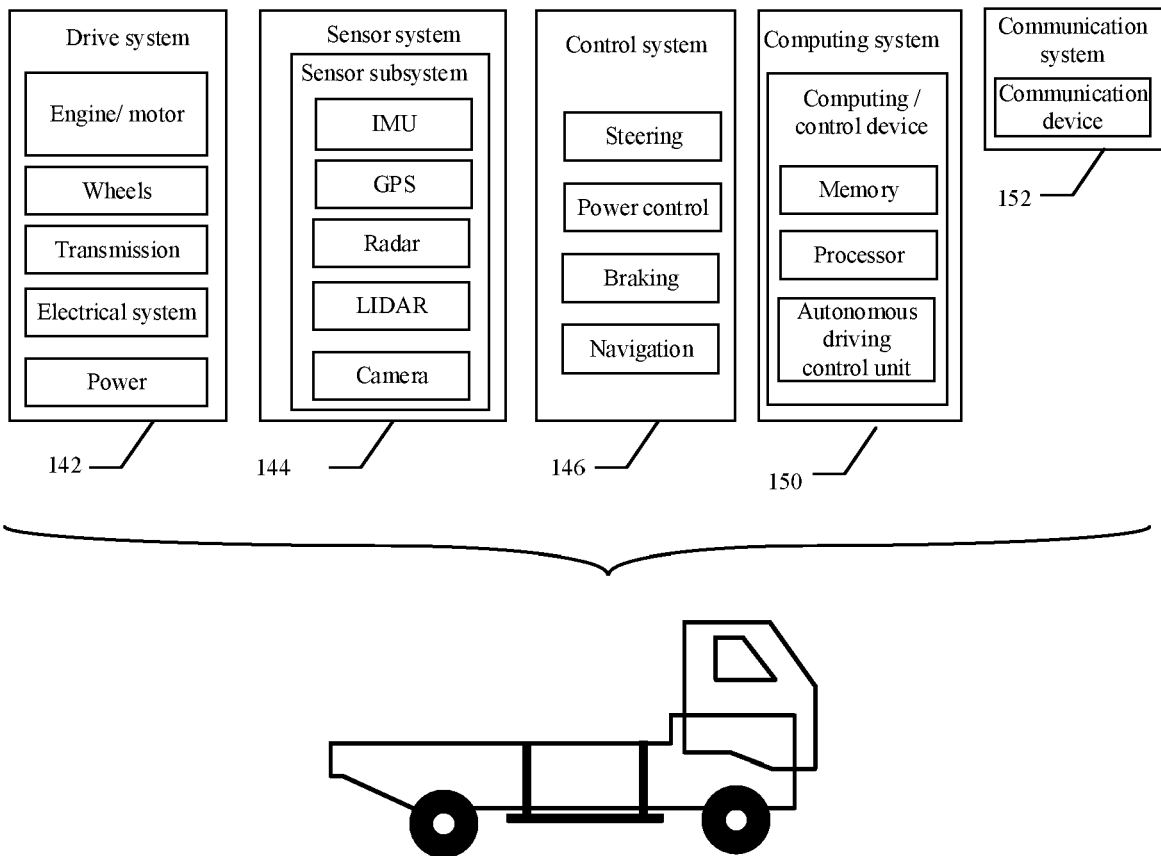 Drive system
Engine/ motor
Wheels
Transmission
Electrical system
Power
142
Sensor system
Sensor subsystem
IMU
GPS
Radar
LIDAR
Camera
144
Control system
Steering
Power control
Braking
Navigation
146
Computing system
Computing /
control device
Memory
Processor
Autonomous
driving
control unit
150
Communication
system
Communication
device
152